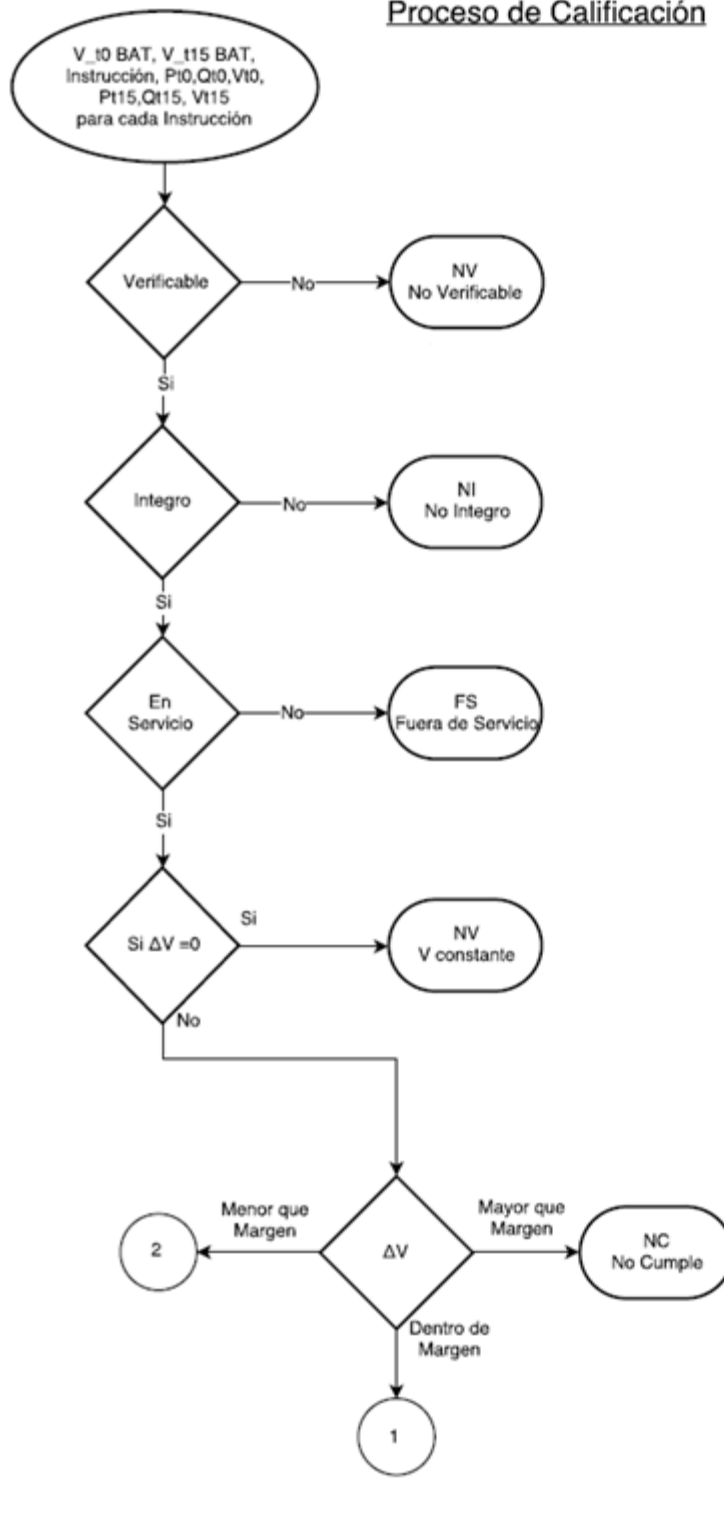 Proceso de Calificación
V_t0 BAT, V_t15 BAT,
Instrucción, Pt0,Qt0,Vt0,
Pt15,Qt15, Vt15
para cada Instrucción
Verificable
No
NV
No Verificable
Si
Integro
No
NI
No Integro
Si
En
Servicio
No
FS
Fuera de Servicio
Si
Si ΔV =0
Si
NV
V constante
No
Menor que
Margen
Mayor que
Margen
2
ΔV
NC
No Cumple
Dentro de
Margen
1